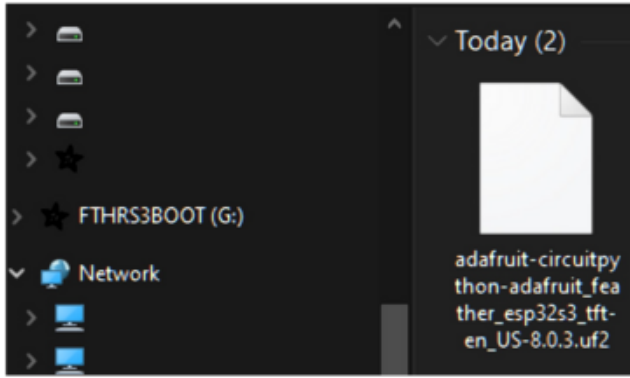 Today (2)
FTHRS3BOOT (G:)
Network
adafruit-circuitpy
thon-adafruit_fea
ther_esp32s3_tft-
en_US-8.0.3.uf2